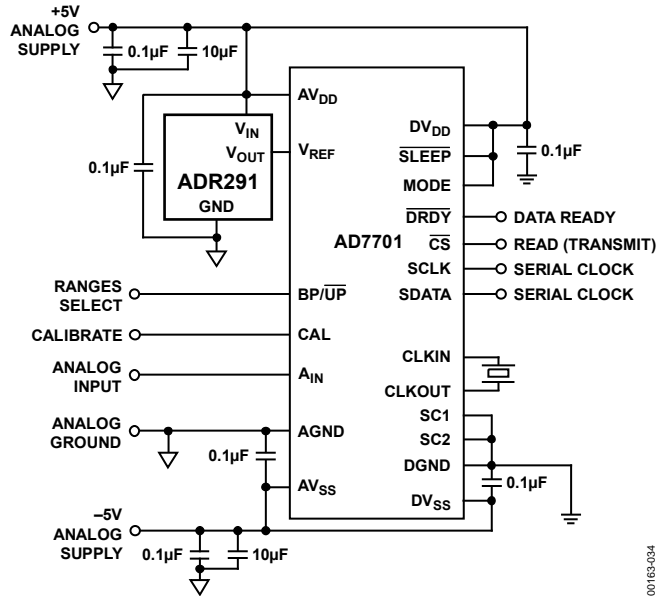 +5V
ANALOG
SUPPLY
0.1µF
10µF
AVDD
VIN
VOUT
VREF
0.1µF
ADR291
GND
DVDD
0.1µF
SLEEP
MODE
DRDY
DATA READY
AD7701
CS
READ (TRANSMIT)
SCLK
SERIAL CLOCK
SDATA
SERIAL CLOCK
RANGES
SELECT
BP/UP
CALIBRATE
CAL
ANALOG
INPUT
AIN
CLKIN
CLKOUT
ANALOG
GROUND
AGND
SC1
SC2
0.1µF
DGND
AVSS
0.1µF
DVSS
–5V
ANALOG
SUPPLY
0.1µF
10µF
00163-034